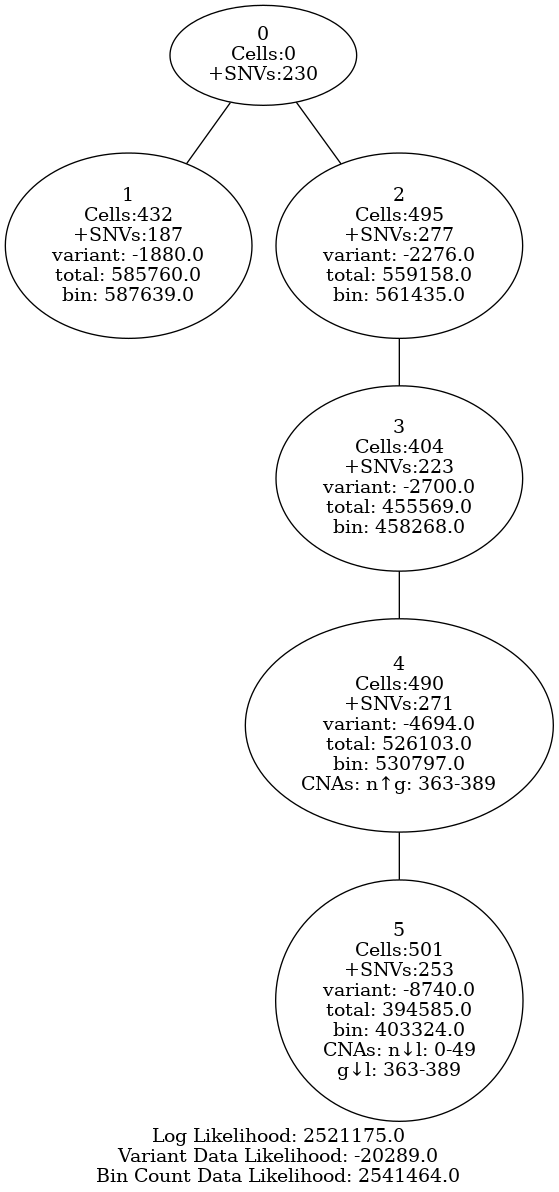 0
Cells:0
+SNVs:230
1
Cells:432
+SNVs:187
variant: -1880.0
total: 585760.0
bin: 587639.0
2
Cells:495
+SNVs:277
variant: -2276.0
total: 559158.0
bin: 561435.0
3
Cells:404
+SNVs:223
variant: -2700.0
total: 455569.0
bin: 458268.0
4
Cells:490
+SNVs:271
variant: -4694.0
total: 526103.0
bin: 530797.0
CNAs: n↑g: 363-389
5
Cells:501
+SNVs:253
variant: -8740.0
total: 394585.0
bin: 403324.0
CNAs: n↓l: 0-49
g↓l: 363-389
Log Likelihood: 2521175.0
Variant Data Likelihood: -20289.0
Bin Count Data Likelihood: 2541464.0